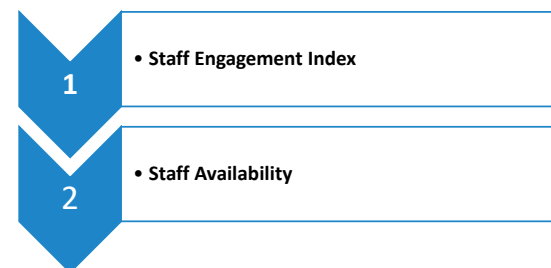 1
• Staff Engagement Index
2
• Staff Availability